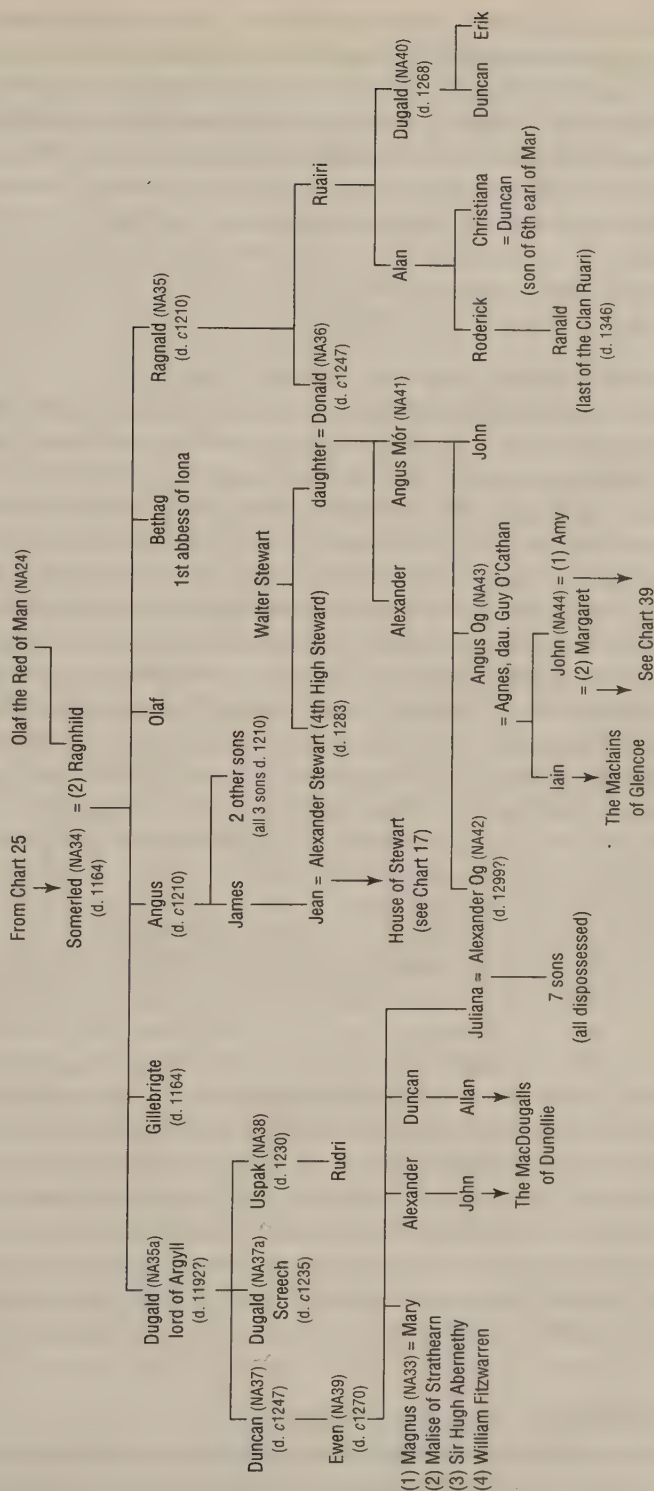 From Chart 25
Olaf the Red of Man (NA24)
Somerled (NA34) = (2) Ragnhild
(d. 1164)
Dugald (NA35a)
lord of Argyll
(d. 1192?)
Gillebrigte
(d. 1164)
Angus
(d. c1210)
Olaf
Bethag
1st abbess of Iona
Ragnald (NA35)
(d. c1210)
Duncan (NA37)
(d. c1247)
Dugald (NA37a)
Screech
(d. c1235)
Uspak (NA38)
(d. 1230)
James
2 other sons
(all 3 sons d. 1210)
Walter Stewart
Ruairi
Ewen (NA39)
(d. c1270)
Rudri
Jean = Alexander Stewart (4th High Steward)
(d. 1283)
daughter = Donald (NA36)
(d. c1247)
Alan
Dugald (NA40)
(d. 1268)
House of Stewart
(see Chart 17)
Alexander
Angus Mór (NA41)
Roderick
Christiana
= Duncan
(son of 6th earl of Mar)
Duncan
Erik
(1) Magnus (NA33) = Mary
(2) Malise of Strathearn
(3) Sir Hugh Abernethy
(4) William Fitzwarren
Alexander
Duncan
Juliana = Alexander Og (NA42)
(d. 1299?)
Angus Og (NA43)
= Agnes, dau. Guy O'Cathan
John
Ranald
(last of the Clan Ruari)
(d. 1346)
John
Allan
7 sons
(all dispossessed)
Iain
John (NA44) = (1) Amy
= (2) Margaret
The MacDougalls
of Dunollie
The MacIains
of Glencoe
See Chart 39